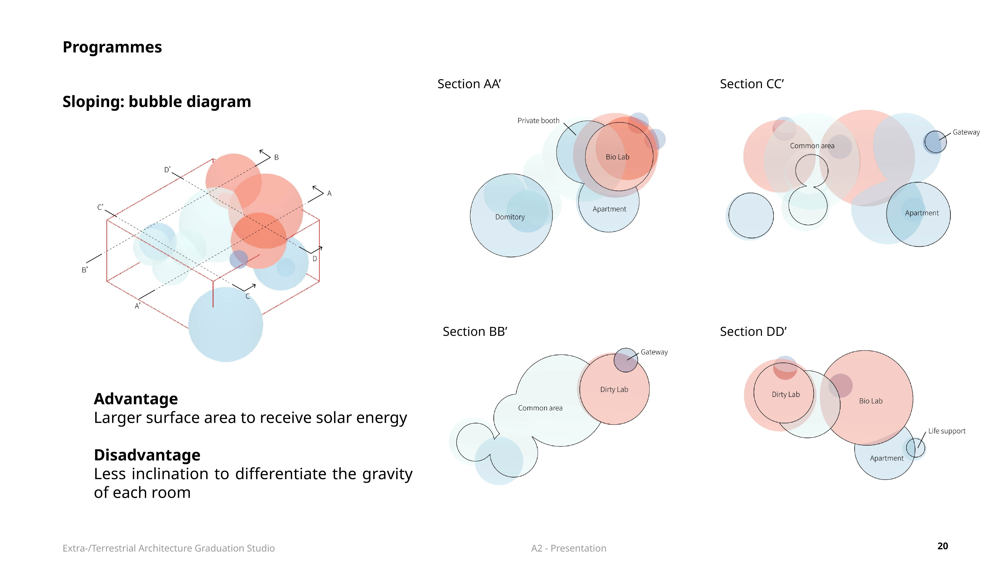 Programmes
Sloping: bubble diagram
B
D’
A
C’
D
B’
C
A’
Advantage
Larger surface area to receive solar energy
Disadvantage
Less inclination to differentiate the gravity
of each room
Section AA’
Private booth
Bio Lab
Apartment
Domitory
Section CC’
Gateway
Common area
Apartment
Section BB’
Gateway
Dirty Lab
Common area
Section DD’
Dirty Lab
Bio Lab
Life support
Apartment
Extra-/Terrestrial Architecture Graduation Studio
A2 - Presentation
20